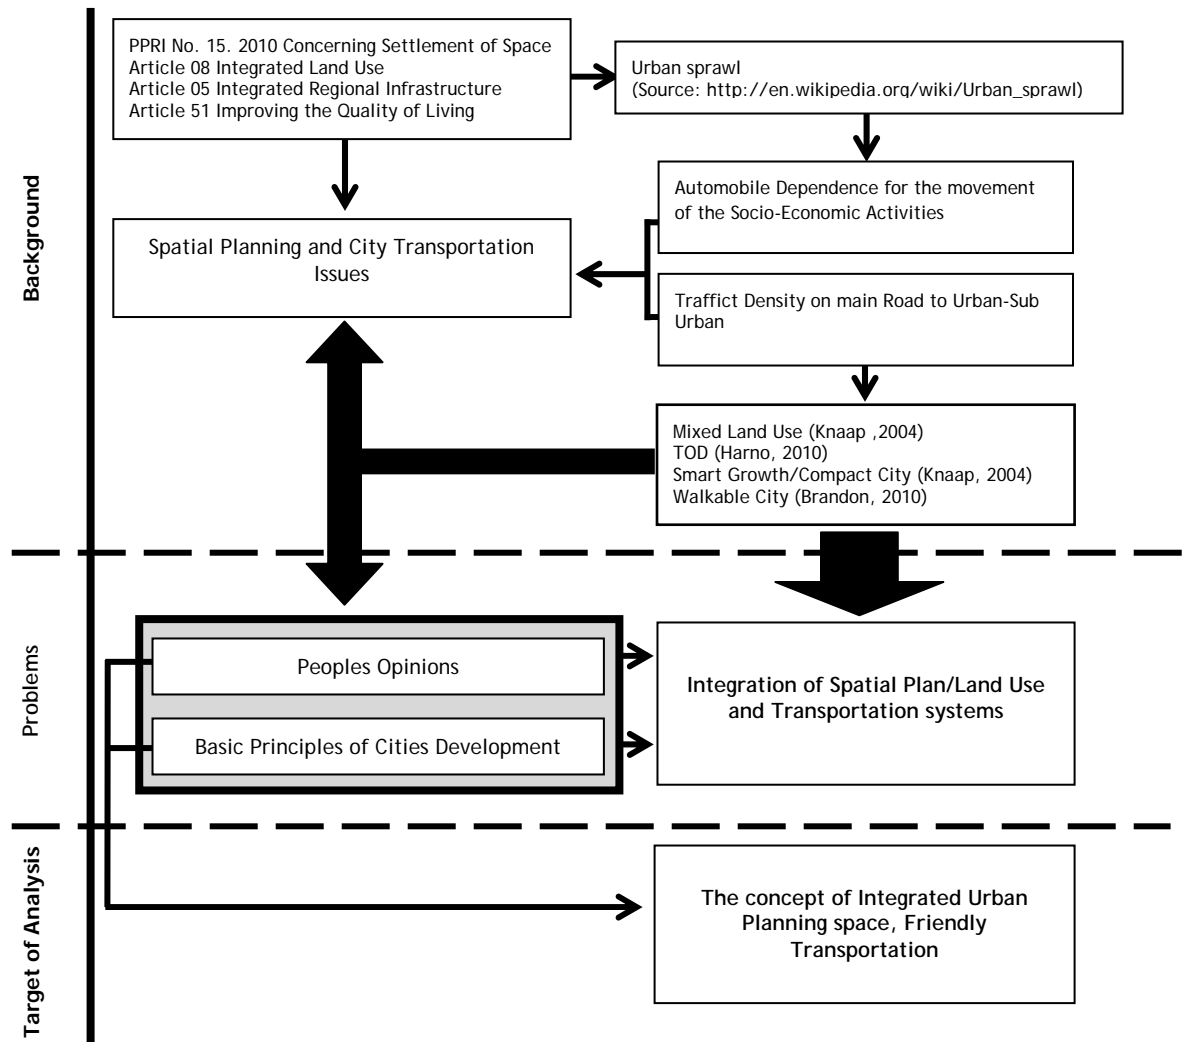 Background
PPRI No. 15. 2010 Concerning Settlement of Space
Article 08 Integrated Land Use
Article 05 Integrated Regional Infrastructure
Article 51 Improving the Quality of Living
Urban sprawl
(Source: http://en.wikipedia.org/wiki/Urban_sprawl)
Automobile Dependence for the movement
of the Socio-Economic Activities
Spatial Planning and City Transportation
Issues
Traffict Density on main Road to Urban-Sub
Urban
Mixed Land Use (Knaap ,2004)
TOD (Harno, 2010)
Smart Growth/Compact City (Knaap, 2004)
Walkable City (Brandon, 2010)
Problems
Peoples Opinions
Basic Principles of Cities Development
Integration of Spatial Plan/Land Use
and Transportation systems
Target of Analysis
The concept of Integrated Urban
Planning space, Friendly
Transportation